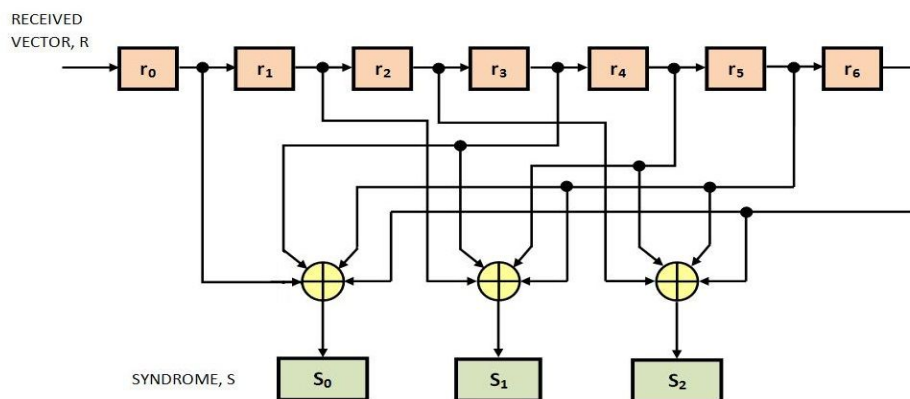 RECEIVED
VECTOR, R
r₀ r₁ r₂ r₃ r₄ r₅ r₆
SYNDROME, S
S₀ S₁ S₂